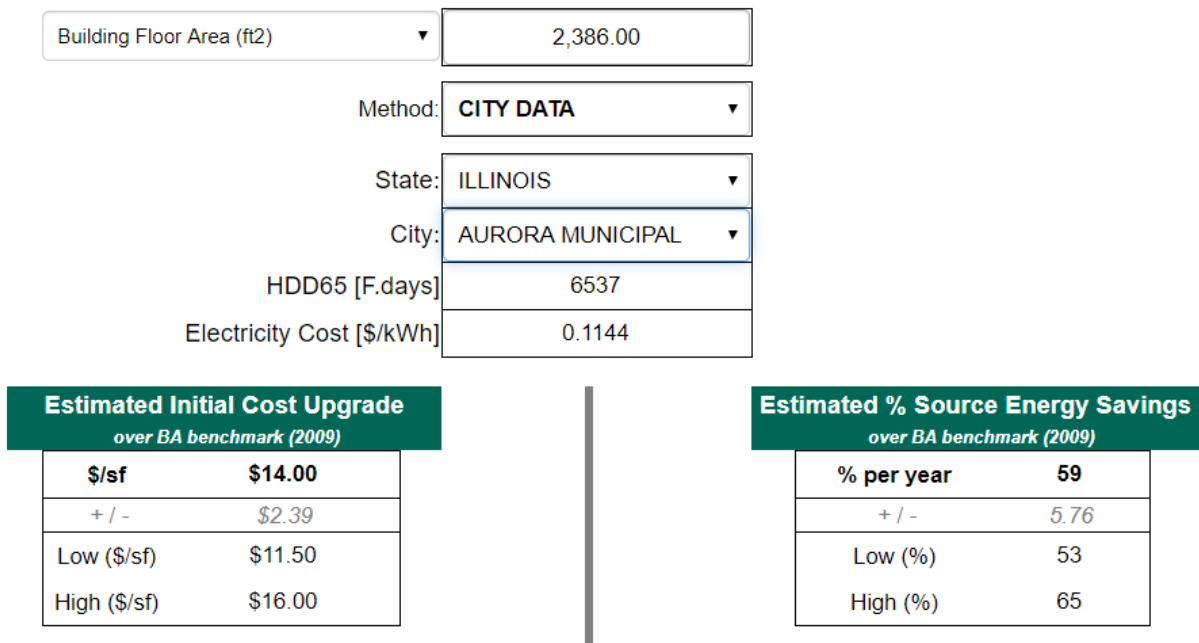 Building Floor Area (ft2) 2,386.00
Method: CITY DATA
State: ILLINOIS
City: AURORA MUNICIPAL
HDD65 [F.days] 6537
Electricity Cost [$/kWh] 0.1144
Estimated Initial Cost Upgrade
over BA benchmark (2009)
$/sf $14.00
+ / - $2.39
Low ($/sf) $11.50
High ($/sf) $16.00
Estimated % Source Energy Savings
over BA benchmark (2009)
% per year 59
+ / - 5.76
Low (%) 53
High (%) 65